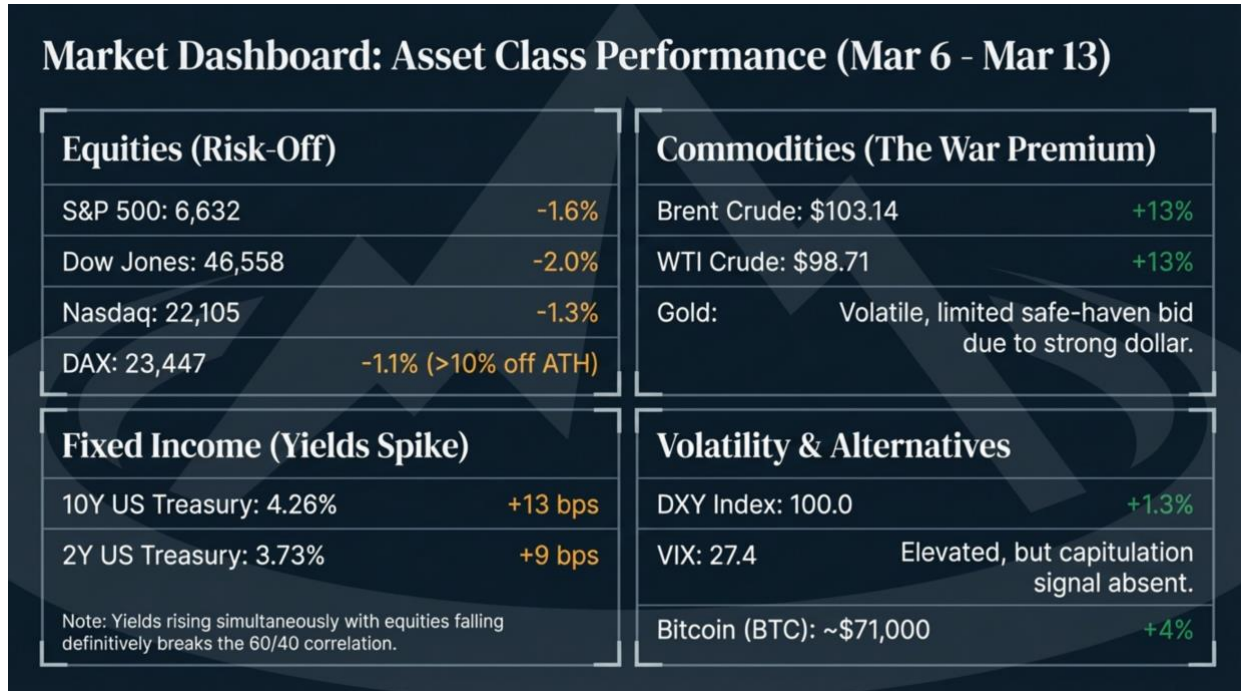 Market Dashboard: Asset Class Performance (Mar 6 - Mar 13)
Equities (Risk-Off)
S&P 500: 6,632 -1.6%
Dow Jones: 46,558 -2.0%
Nasdaq: 22,105 -1.3%
DAX: 23,447 -1.1% (>10% off ATH)
Commodities (The War Premium)
Brent Crude: $103.14 +13%
WTI Crude: $98.71 +13%
Gold: Volatile, limited safe-haven bid
due to strong dollar.
Fixed Income (Yields Spike)
10Y US Treasury: 4.26% +13 bps
2Y US Treasury: 3.73% +9 bps
Note: Yields rising simultaneously with equities falling
definitively breaks the 60/40 correlation.
Volatility & Alternatives
DXY Index: 100.0 +1.3%
VIX: 27.4 Elevated, but capitulation
signal absent.
Bitcoin (BTC): ~$71,000 +4%